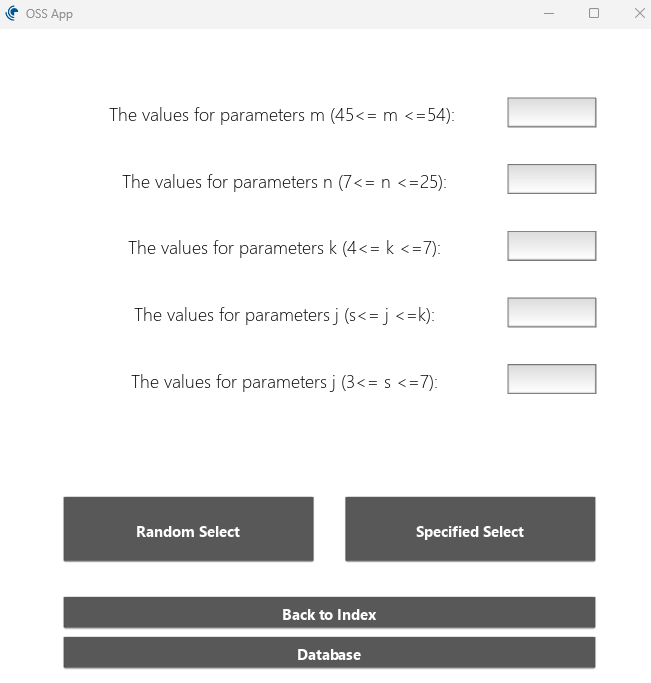 OSS App
The values for parameters m (45<= m <=54):
The values for parameters n (7<= n <=25):
The values for parameters k (4<= k <=7):
The values for parameters j (s<= j <=k):
The values for parameters j (3<= s <=7):
Random Select
Specified Select
Back to Index
Database